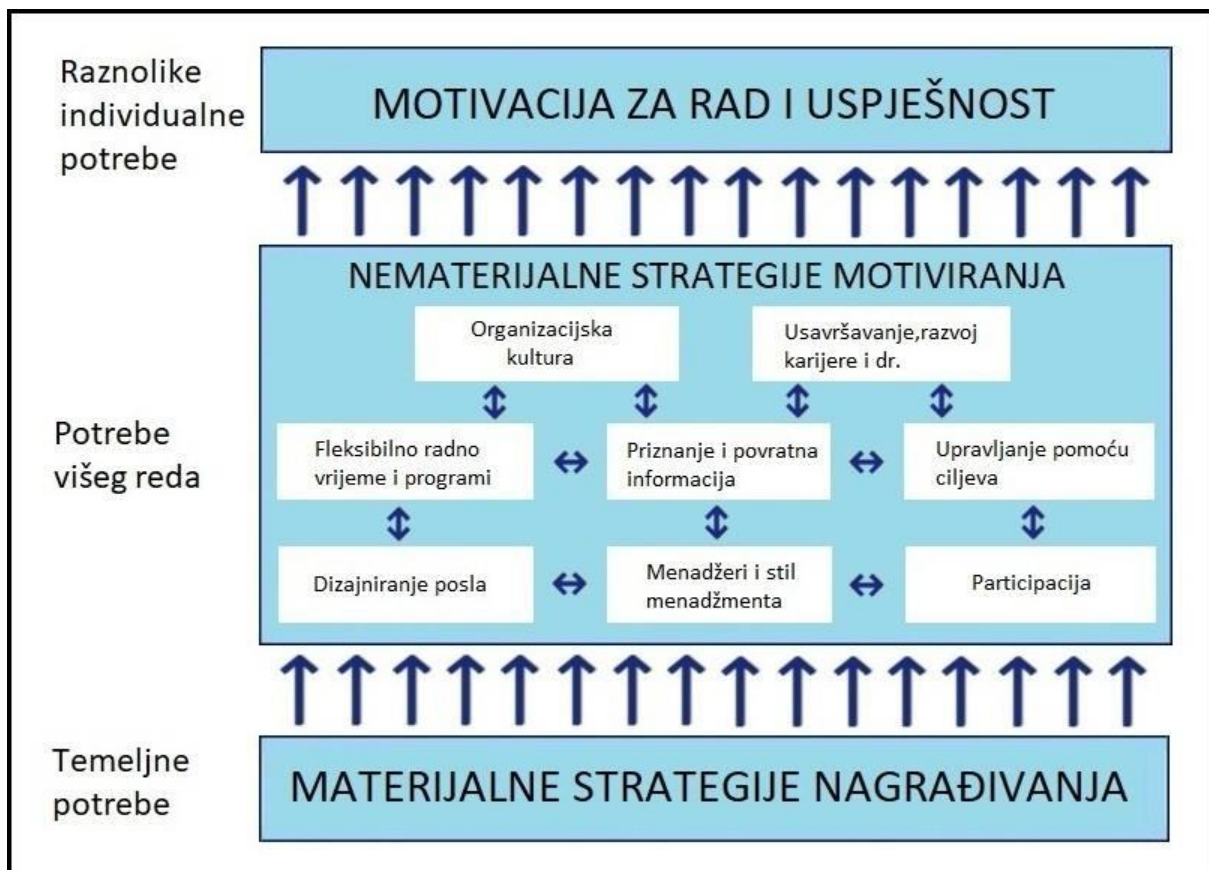 Raznolike
individualne
potrebe
MOTIVACIJA ZA RAD I USPJEŠNOST
Potrebe
višeg reda
NEMATERIJALNE STRATEGIJE MOTIVIRANJA
Organizacijska
kultura
Usavršavanje,razvoj
karijere i dr.
Fleksibilno radno
vrijeme i programi
Priznanje i povratna
informacija
Upravljanje pomoću
ciljeva
Dizajniranje posla
Menadžeri i stil
menadžmenta
Participacija
Temeljne
potrebe
MATERIJALNE STRATEGIJE NAGRAĐIVANJA